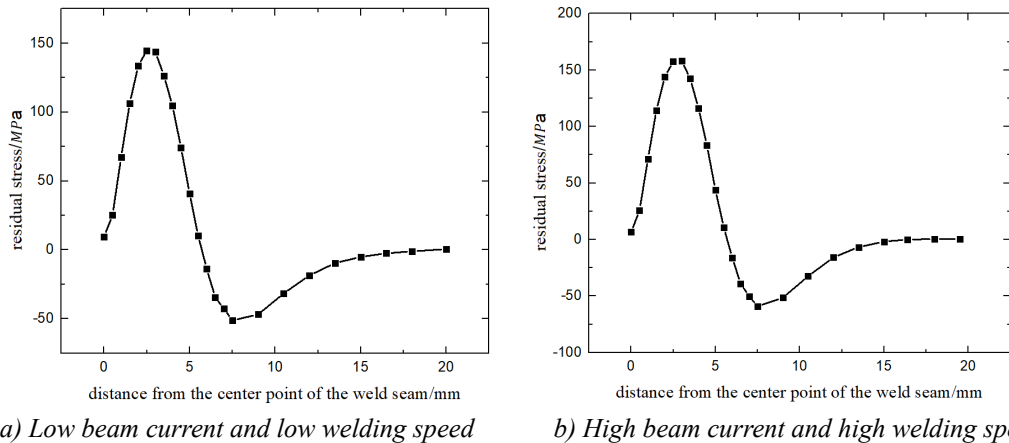 150
100
50
0
-50
residual stress/MPa
0 5 10 15 20
distance from the center point of the weld seam/mm
a) Low beam current and low welding speed
200
150
100
50
0
-50
-100
residual stress/MPa
0 5 10 15 20
distance from the center point of the weld seam/mm
b) High beam current and high welding